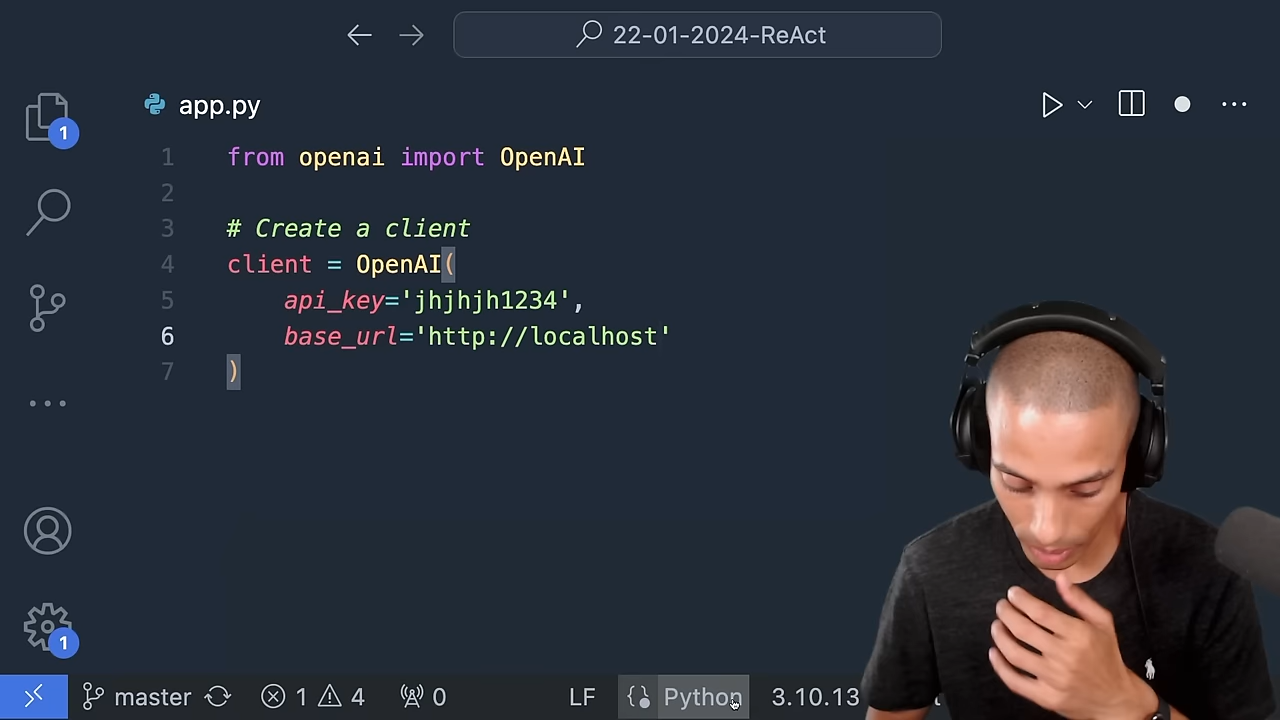 22-01-2024-ReAct
1
app.py
1 from openai import OpenAI
2
3 # Create a client
4 client = OpenAI(
5 api_key='jhjhjh1234',
6 base_url='http://localhost'
7 )
1
master 1 4 0 LF Python 3.10.13